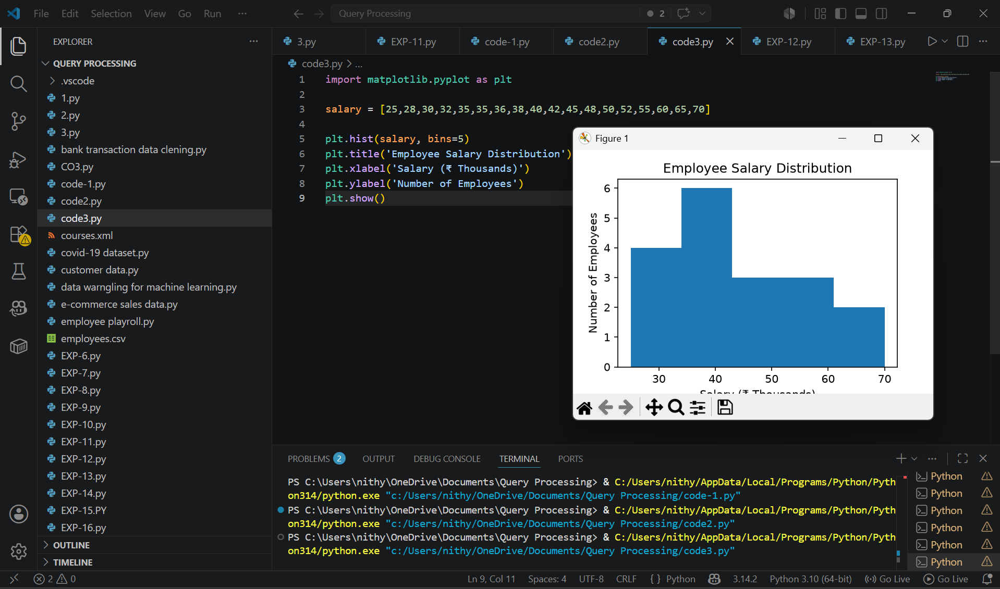 File Edit Selection View Go Run ···
Query Processing
2
EXPLORER
QUERY PROCESSING
.vscode
1.py
2.py
3.py
bank transaction data clening.py
CO3.py
code-1.py
code2.py
code3.py
courses.xml
covid-19 dataset.py
customer data.py
data warngling for machine learning.py
e-commerce sales data.py
employee playroll.py
employees.csv
EXP-6.py
EXP-7.py
EXP-8.py
EXP-9.py
EXP-10.py
EXP-11.py
EXP-12.py
EXP-13.py
EXP-14.py
EXP-15.PY
EXP-16.py
OUTLINE
TIMELINE
3.py EXP-11.py code-1.py code2.py code3.py EXP-12.py EXP-13.py
code3.py > ...
1 import matplotlib.pyplot as plt
2
3 salary = [25,28,30,32,35,35,36,38,40,42,45,48,50,52,55,60,65,70]
4
5 plt.hist(salary, bins=5)
6 plt.title('Employee Salary Distribution')
7 plt.xlabel('Salary (₹ Thousands)')
8 plt.ylabel('Number of Employees')
9 plt.show()
Figure 1
Employee Salary Distribution
Number of Employees
6
5
4
3
2
1
0
30 40 50 60 70
Salary (₹ Thousands)
PROBLEMS 2 OUTPUT DEBUG CONSOLE TERMINAL PORTS
PS C:\Users\nithy\OneDrive\Documents\Query Processing> & C:/Users/nithy/AppData/Local/Programs/Python/Pyth
on314/python.exe "c:/Users/nithy/OneDrive/Documents/Query Processing/code-1.py"
PS C:\Users\nithy\OneDrive\Documents\Query Processing> & C:/Users/nithy/AppData/Local/Programs/Python/Pyth
on314/python.exe "c:/Users/nithy/OneDrive/Documents/Query Processing/code2.py"
PS C:\Users\nithy\OneDrive\Documents\Query Processing> & C:/Users/nithy/AppData/Local/Programs/Python/Pyth
on314/python.exe "c:/Users/nithy/OneDrive/Documents/Query Processing/code3.py"
Python
Python
Python
Python
Python
Python
2 0
Ln 9, Col 11 Spaces: 4 UTF-8 CRLF { } Python 3.14.2 Python 3.10 (64-bit) Go Live Go Live